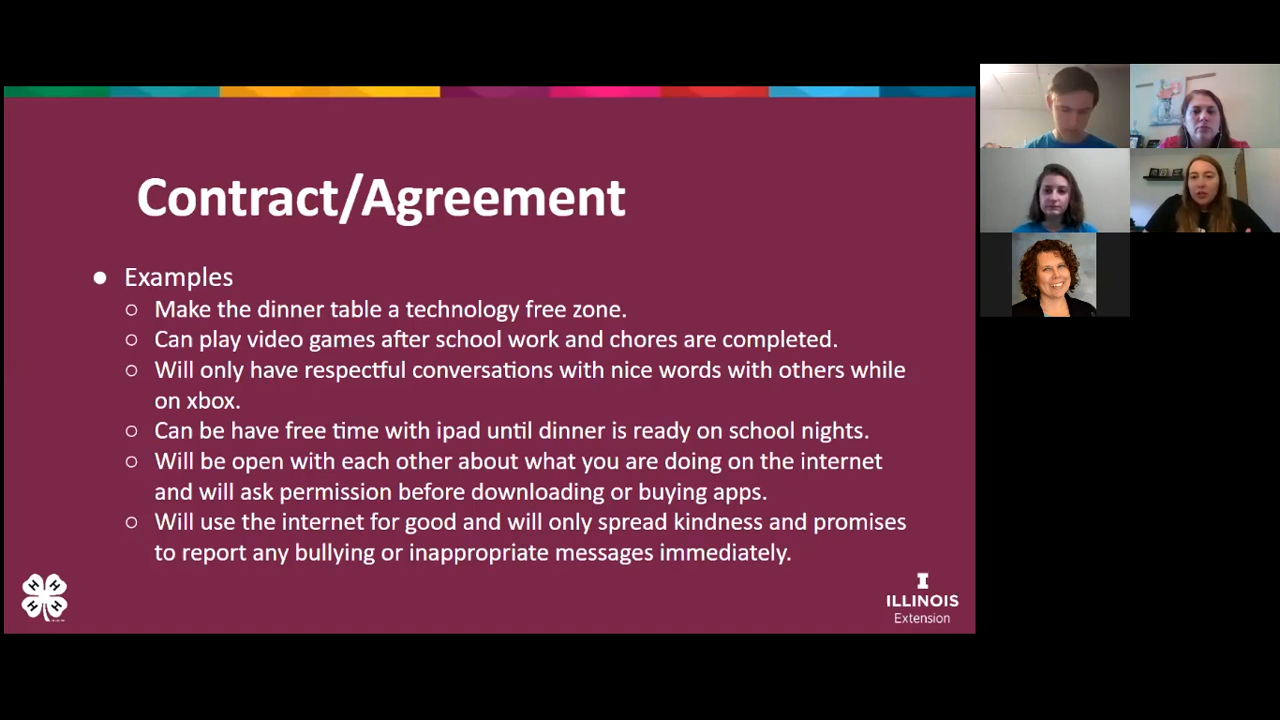 Contract/Agreement
● Examples
○ Make the dinner table a technology free zone.
○ Can play video games after school work and chores are completed.
○ Will only have respectful conversations with nice words with others while
on xbox.
○ Can be have free time with ipad until dinner is ready on school nights.
○ Will be open with each other about what you are doing on the internet
and will ask permission before downloading or buying apps.
○ Will use the internet for good and will only spread kindness and promises
to report any bullying or inappropriate messages immediately.
H H
H H
I
ILLINOIS
Extension